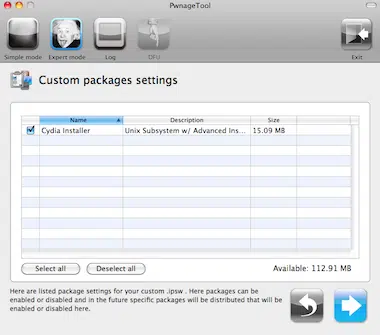 PwnageTool
Simple mode Expert mode Log DFU Exit
Custom packages settings
Name Description Size
Cydia Installer Unix Subsystem w/ Advanced Ins... 15.09 MB
Select all Deselect all Available: 112.91 MB
Here are listed package settings for your custom .ipsw . Here packages can be
enabled or disabled and in the future specific packages will be distributed that will be
enabled or disabled here.